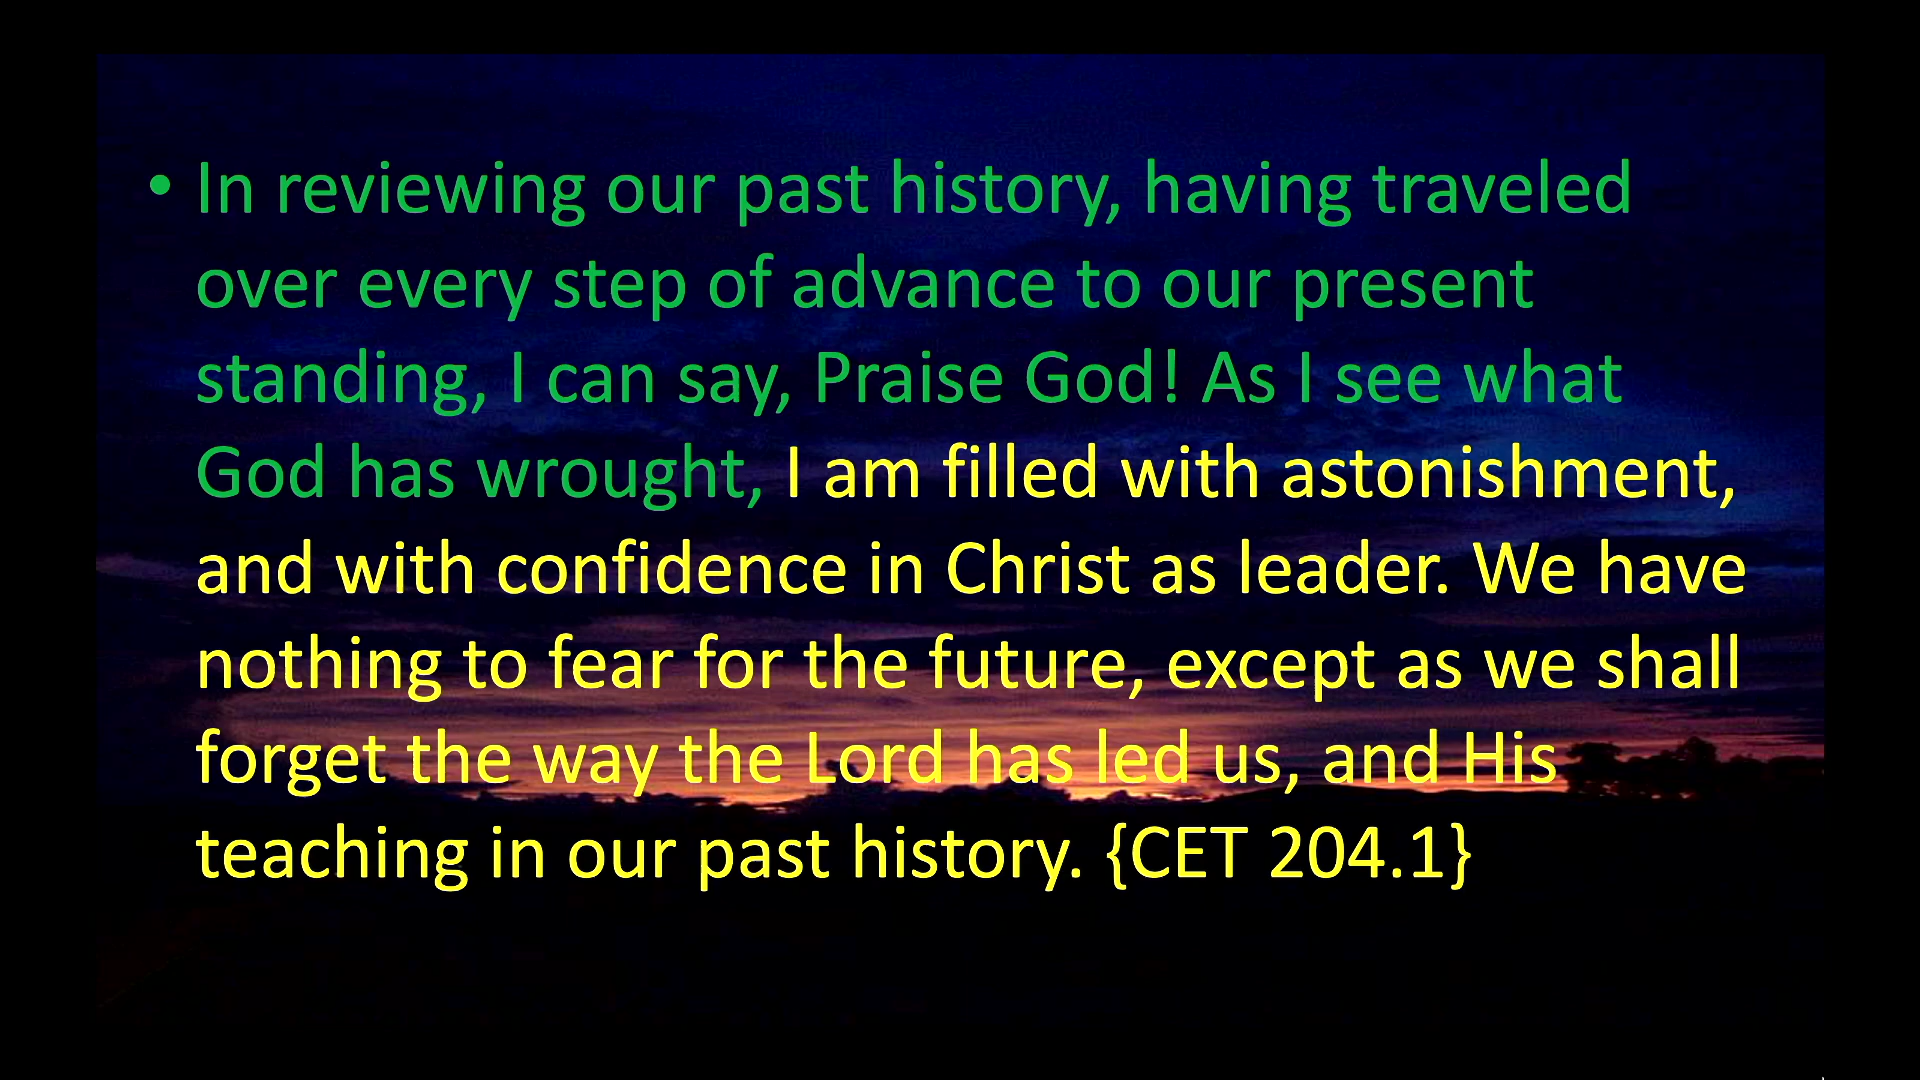 • In reviewing our past history, having traveled
over every step of advance to our present
standing, I can say, Praise God! As I see what
God has wrought, I am filled with astonishment,
and with confidence in Christ as leader. We have
nothing to fear for the future, except as we shall
forget the way the Lord has led us, and His
teaching in our past history. {CET 204.1}